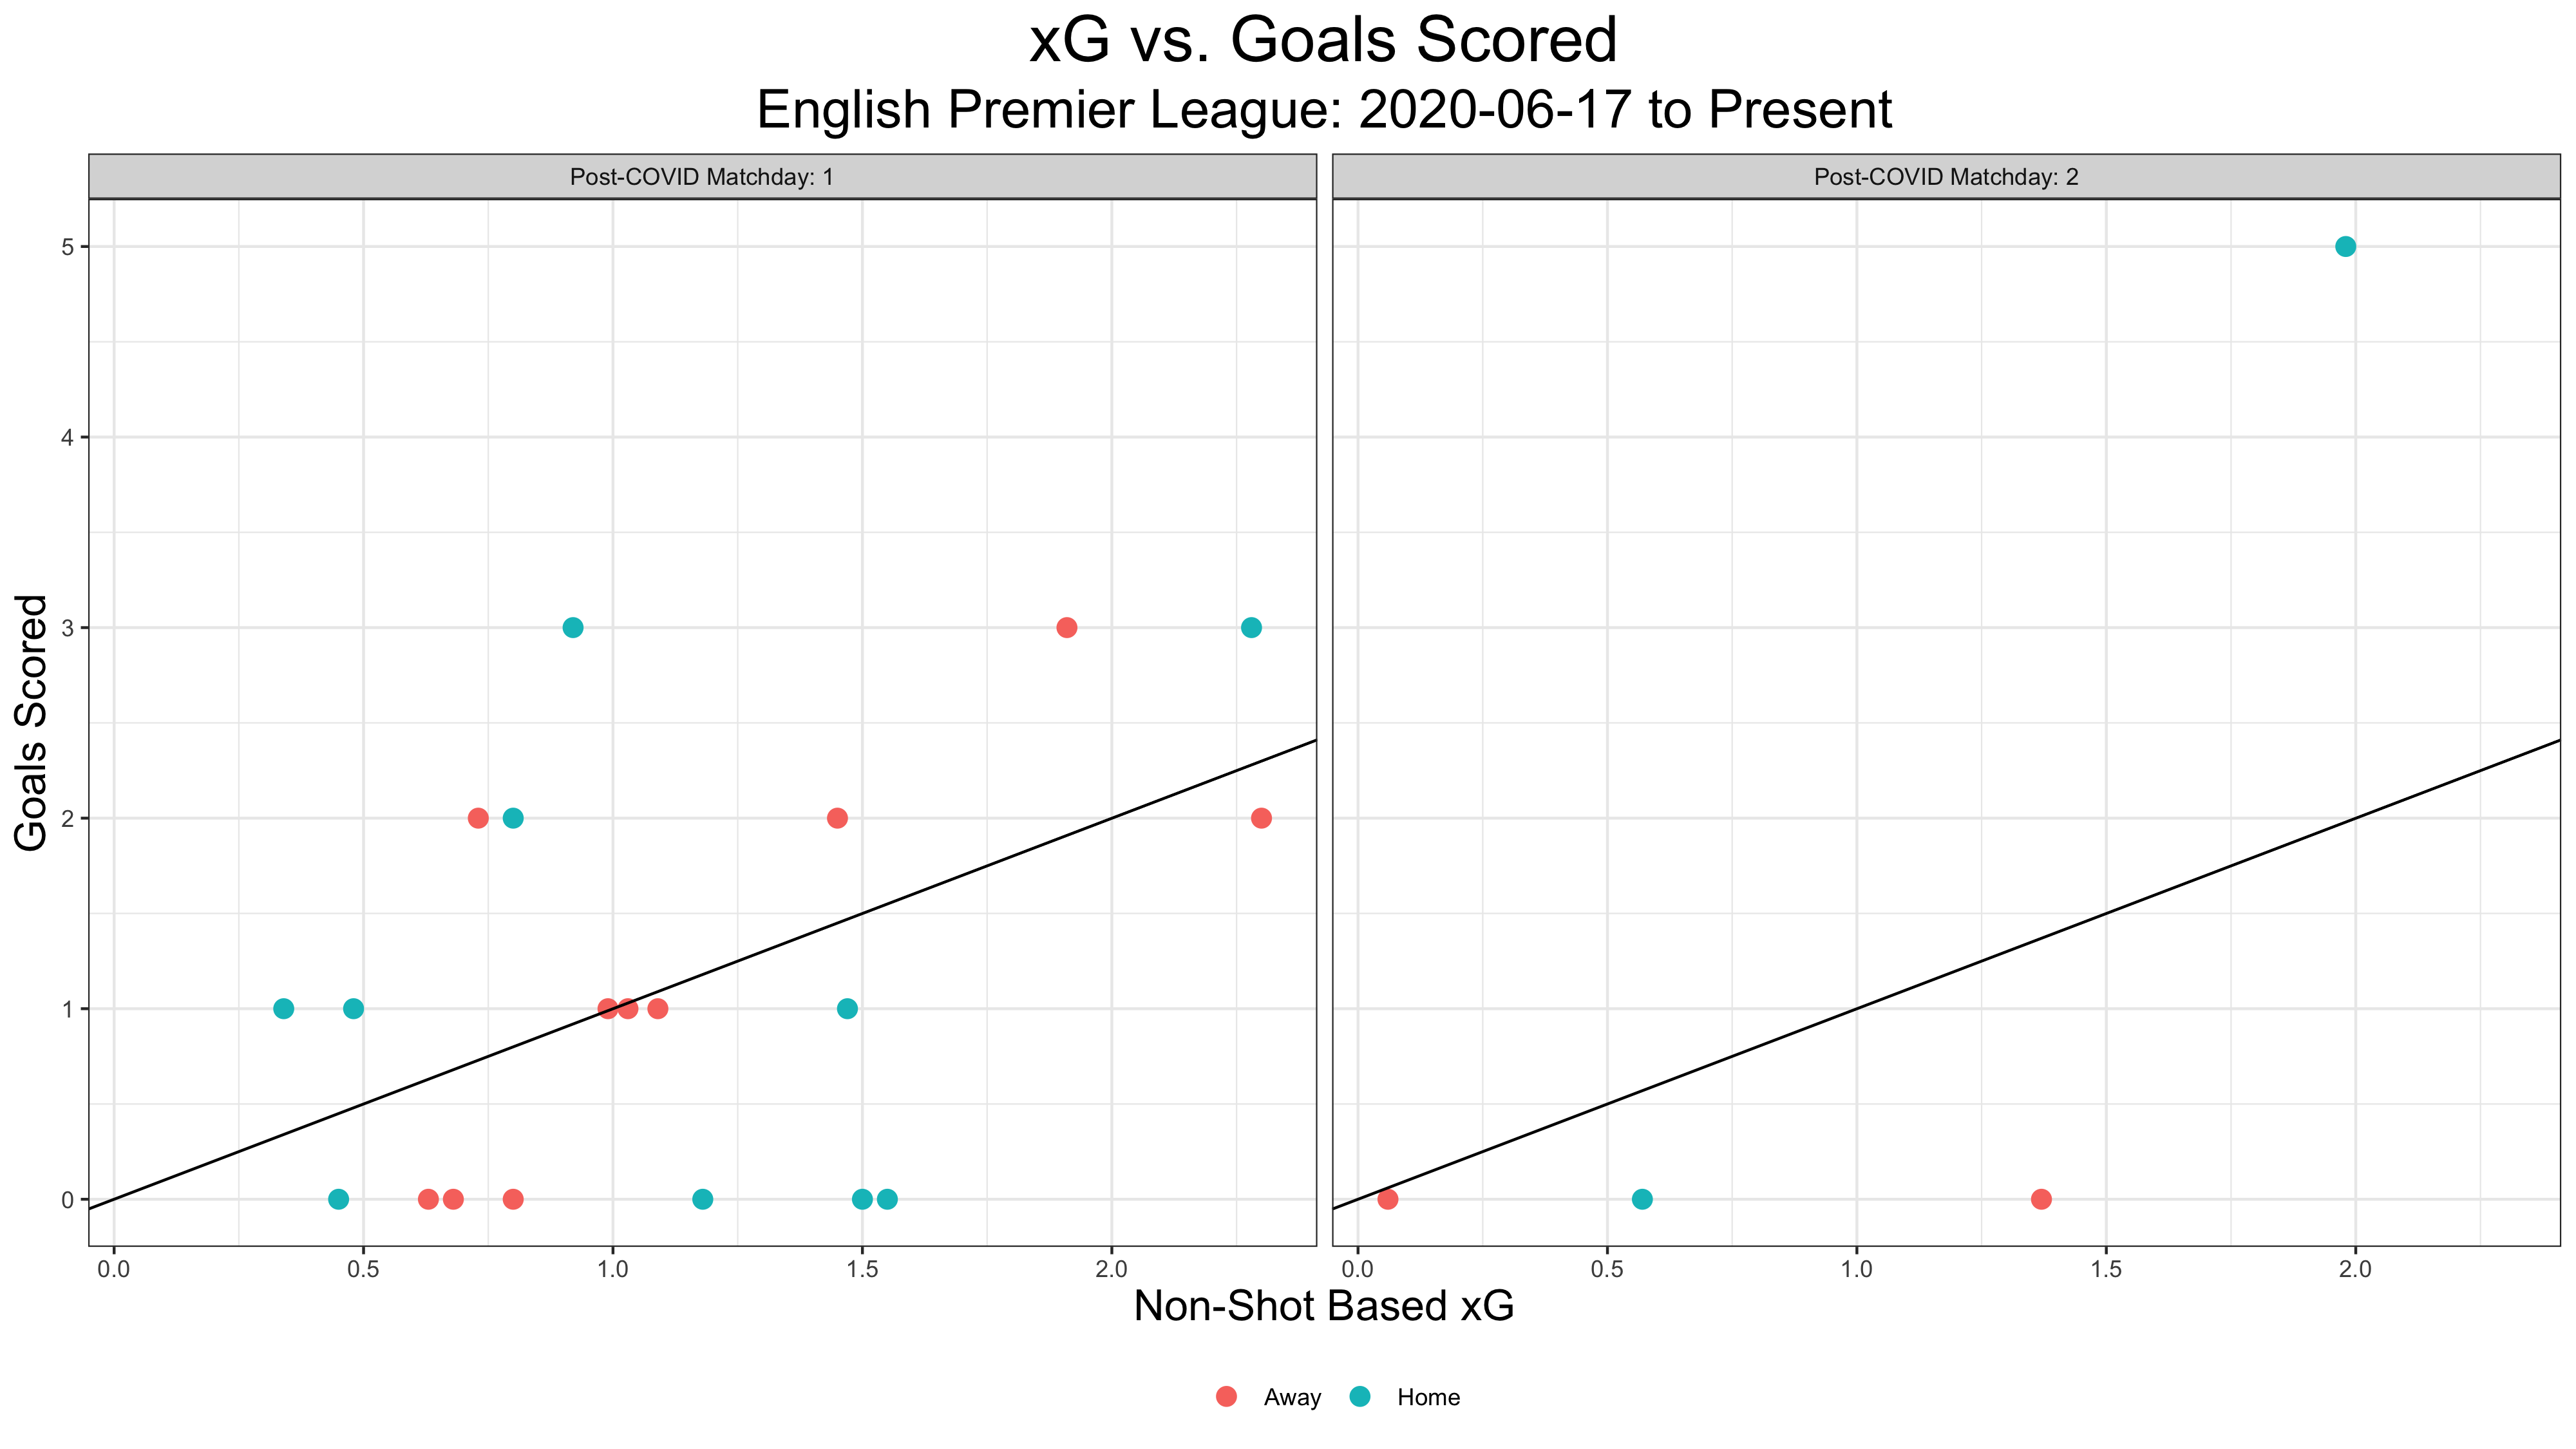 xG vs. Goals Scored
English Premier League: 2020-06-17 to Present
Post-COVID Matchday: 1
Post-COVID Matchday: 2
Goals Scored
5
4
3
2
1
0
0.0 0.5 1.0 1.5 2.0
0.0 0.5 1.0 1.5 2.0
Non-Shot Based xG
Away Home